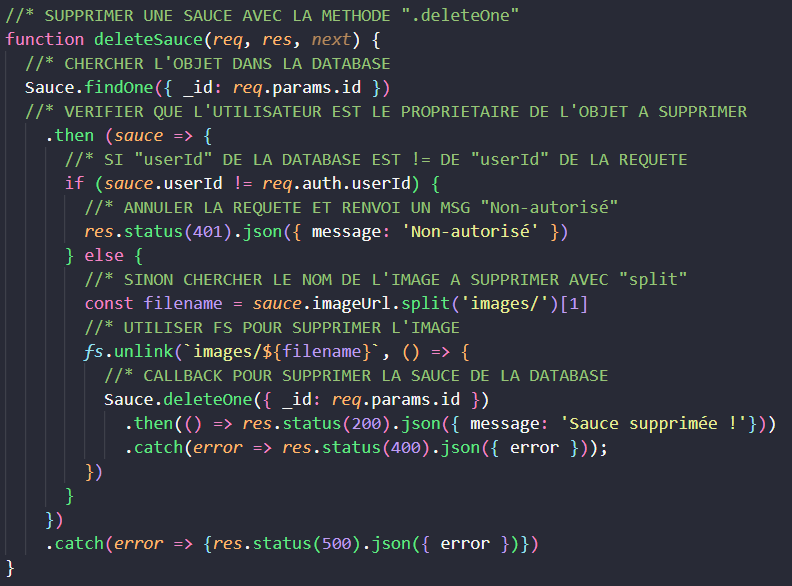 //* SUPPRIMER UNE SAUCE AVEC LA METHODE ".deleteOne"
function deleteSauce(req, res, next) {
  //* CHERCHER L'OBJET DANS LA DATABASE
  Sauce.findOne({ _id: req.params.id })
  //* VERIFIER QUE L'UTILISATEUR EST LE PROPRIETAIRE DE L'OBJET A SUPPRIMER
    .then (sauce => {
      //* SI "userId" DE LA DATABASE EST != DE "userId" DE LA REQUETE
      if (sauce.userId != req.auth.userId) {
        //* ANNULER LA REQUETE ET RENVOI UN MSG "Non-autorisé"
        res.status(401).json({ message: 'Non-autorisé' })
      } else {
        //* SINON CHERCHER LE NOM DE L'IMAGE A SUPPRIMER AVEC "split"
        const filename = sauce.imageUrl.split('images/')[1]
        //* UTILISER FS POUR SUPPRIMER L'IMAGE
        fs.unlink(`images/${filename}`, () => {
          //* CALLBACK POUR SUPPRIMER LA SAUCE DE LA DATABASE
          Sauce.deleteOne({ _id: req.params.id })
            .then(() => res.status(200).json({ message: 'Sauce supprimée !'}))
            .catch(error => res.status(400).json({ error }));
        })
      }
    })
    .catch(error => {res.status(500).json({ error })})
}